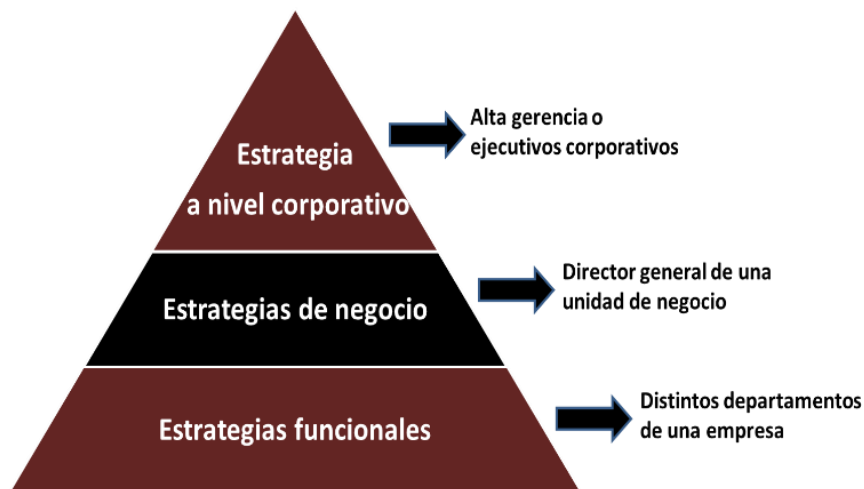 Estrategia
a nivel corporativo
Alta gerencia o
ejecutivos corporativos
Estrategias de negocio
Director general de una
unidad de negocio
Estrategias funcionales
Distintos departamentos
de una empresa